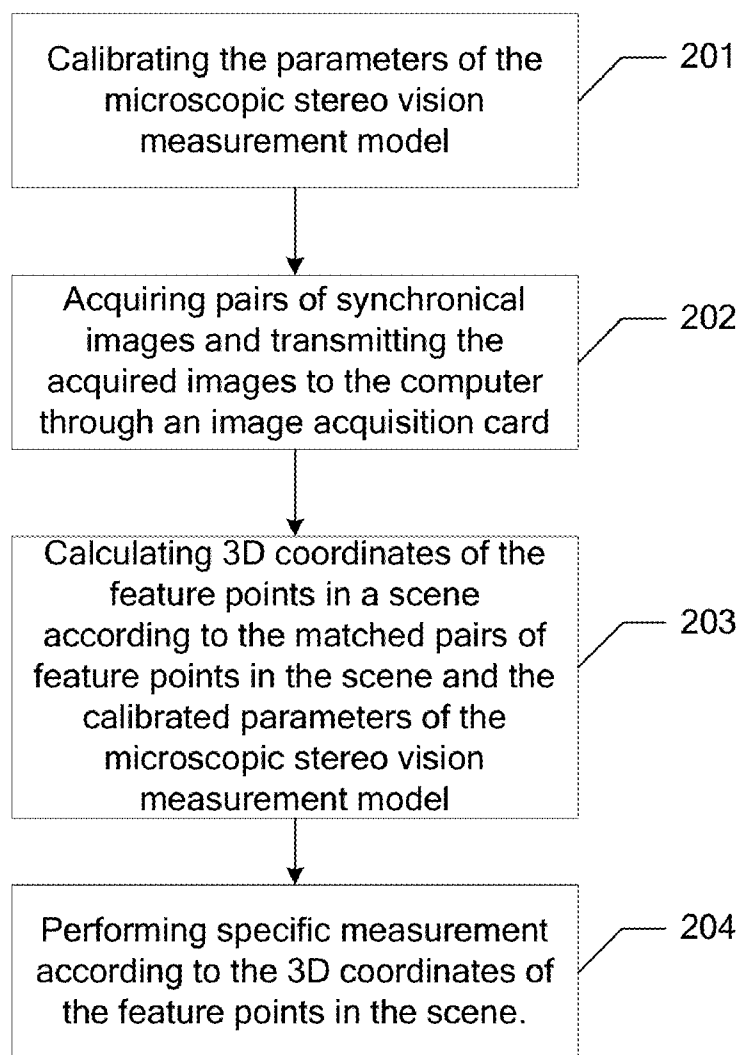 Calibrating the parameters of the
microscopic stereo vision
measurement model
201
Acquiring pairs of synchronical
images and transmitting the
acquired images to the computer
through an image acquisition card
202
Calculating 3D coordinates of the
feature points in a scene
according to the matched pairs of
feature points in the scene and the
calibrated parameters of the
microscopic stereo vision
measurement model
203
Performing specific measurement
according to the 3D coordinates of
the feature points in the scene.
204